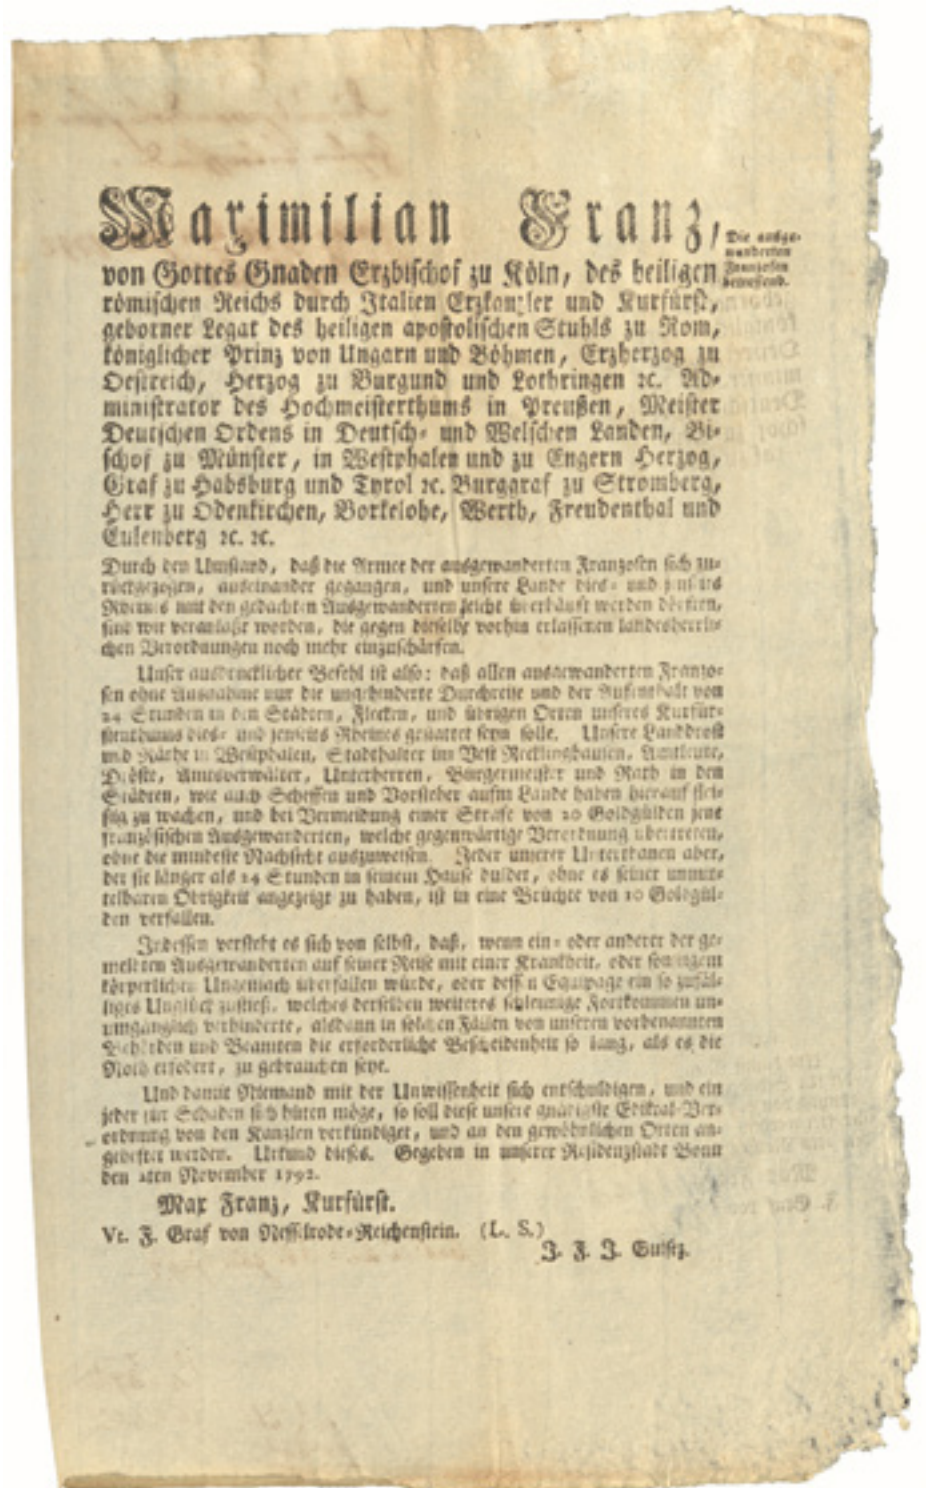 Maximilian Franz,
Die ausge-
wanderten
Franzosen
betreffend.
von Gottes Gnaden Erzbischof zu Köln, des heiligen
römischen Reichs durch Italien Erzkanzler und Kurfürst,
geborner Legat des heiligen apostolischen Stuhls zu Rom,
königlicher Prinz von Ungarn und Böhmen, Erzherzog zu
Oestreich, Herzog zu Burgund und Lothringen ꝛc. Ad-
ministrator des Hochmeisterthums in Preußen, Meister
Deutschen Ordens in Deutsch- und Welschen Landen, Bi-
schof zu Münster, in Westphalen und zu Engern Herzog,
Graf zu Habsburg und Tyrol ꝛc. Burggraf zu Stromberg,
Herr zu Odenkirchen, Borkelohe, Werth, Freudenthal und
Eulenberg ꝛc. ꝛc.
Durch den Umstand, daß die Armee der ausgewanderten Franzosen sich zu-
rückgezogen, auseinander gegangen, und unsere Lande dies- und jenseits
Rheines mit den gedachten Ausgewanderten leicht überhäuft werden dörften,
sind wir veranlaßt worden, die gegen dieselbe vorhin erlassenen landesherrli-
chen Verordnungen noch mehr einzuschärfen.
Unser ausdrücklicher Befehl ist also: daß allen ausgewanderten Franzo-
sen ohne Ausnahme nur die ungehinderte Durchreise und der Aufenthalt von
24 Stunden in den Städten, Flecken, und übrigen Orten unseres Kurfür-
stenthums dies- und jenseits Rheines gestattet seyn solle. Unsere Landdrost
und Räthe in Westphalen, Stadthalter im Vest Recklinghausen, Amtleute,
Dröste, Amtsverwalter, Unterherren, Bürgermeister und Rath in den
Städten, wie auch Scheffen und Vorsteher aufm Lande haben hierauf flei-
sig zu wachen, und bei Vermeidung einer Strafe von 20 Goldgülden jene
französischen Ausgewanderten, welche gegenwärtige Verordnung übertreten,
ohne die mindeste Nachsicht auszuweisen. Jeder unserer Unterthanen aber,
der sie länger als 24 Stunden in seinem Hause duldet, ohne es seiner unmit-
telbaren Obrigkeit angezeigt zu haben, ist in eine Brüchte von 10 Goldgül-
den verfallen.
Indessen versteht es sich von selbst, daß, wenn ein- oder anderer der ge-
meldten Ausgewanderten auf seiner Reise mit einer Krankheit, oder sonstigem
körperlichen Ungemach überfallen würde, oder dessen Equipage ein so zufäl-
liges Unglück zustieß, welches derselben weiteres schleunige Fortkommen un-
umgänglich verhinderte, alsdann in solchen Fällen von unseren vorbenannten
Behörden und Beamten die erforderliche Bescheidenheit so lang, als es die
Noth erfodert, zu gebrauchen seye.
Und damit Niemand mit der Unwissenheit sich entschuldigen, und ein
jeder für Schaden sich hüten möge, so soll diese unsere gnädigste Ediktal-Ver-
ordnung von den Kanzlen verkündiget, und an den gewöhnlichen Orten an-
geheftet werden. Urkund dieses. Gegeben in unserer Residenzstadt Bonn
den November 1792.
Max Franz, Kurfürst.
Vt. F. Graf von Nesselrode-Reichenstein. (L. S.)
J. F. J.